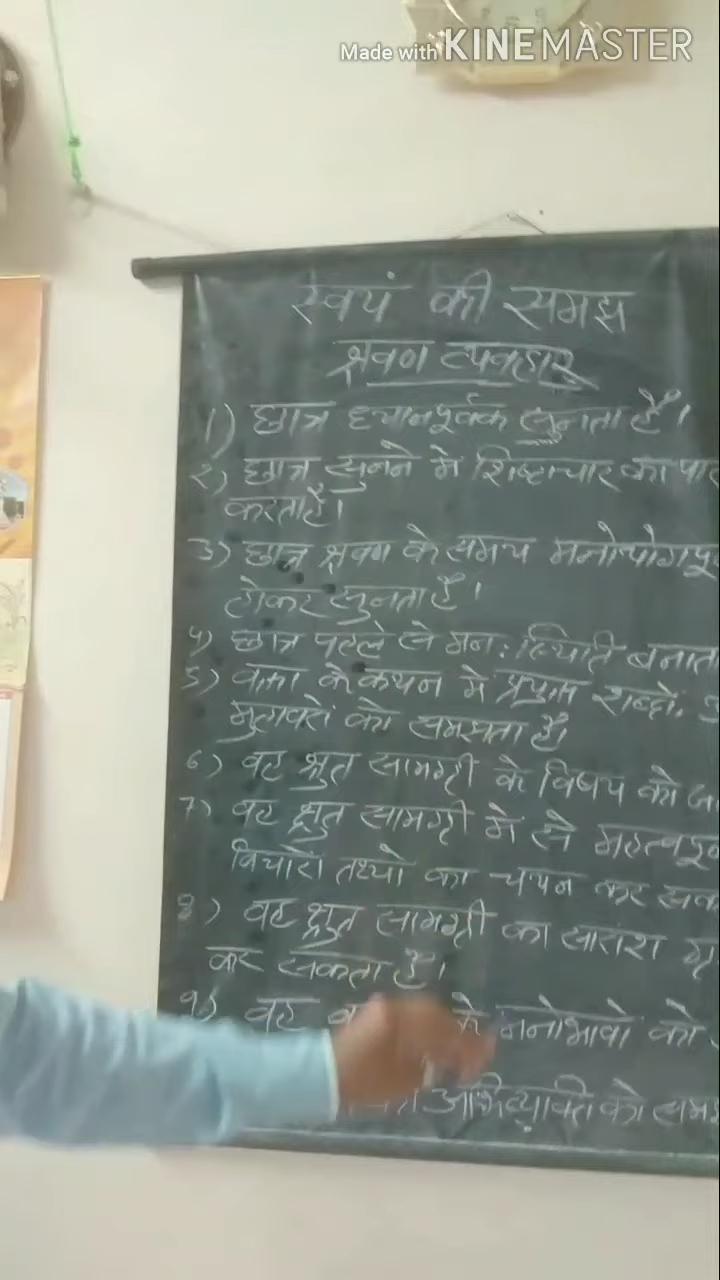 Made with KINEMASTER
स्वयं की समझ
श्रवण व्यवहार
1) छात्र ध्यानपूर्वक सुनता है।
2) छात्र सुनने में शिष्टाचार का पा
करता है।
3) छात्र श्रवण के समय मनोयोगपू
होकर सुनता है।
4) छात्र पहले से मन: स्थिति बनात
5) वक्ता के कथन में प्रयुक्त शब्दो,
मुहावरों को समझता है।
6) वह श्रुत सामग्री के विषय को जा
7) वह श्रुत सामग्री में से महत्वपू
विचारों तथ्यो का चयन कर सक
8) वह श्रुत सामग्री का सारांश गृ
कर सकता है।
9) वह के मनोभावो को
अभिव्यक्ति को समझ